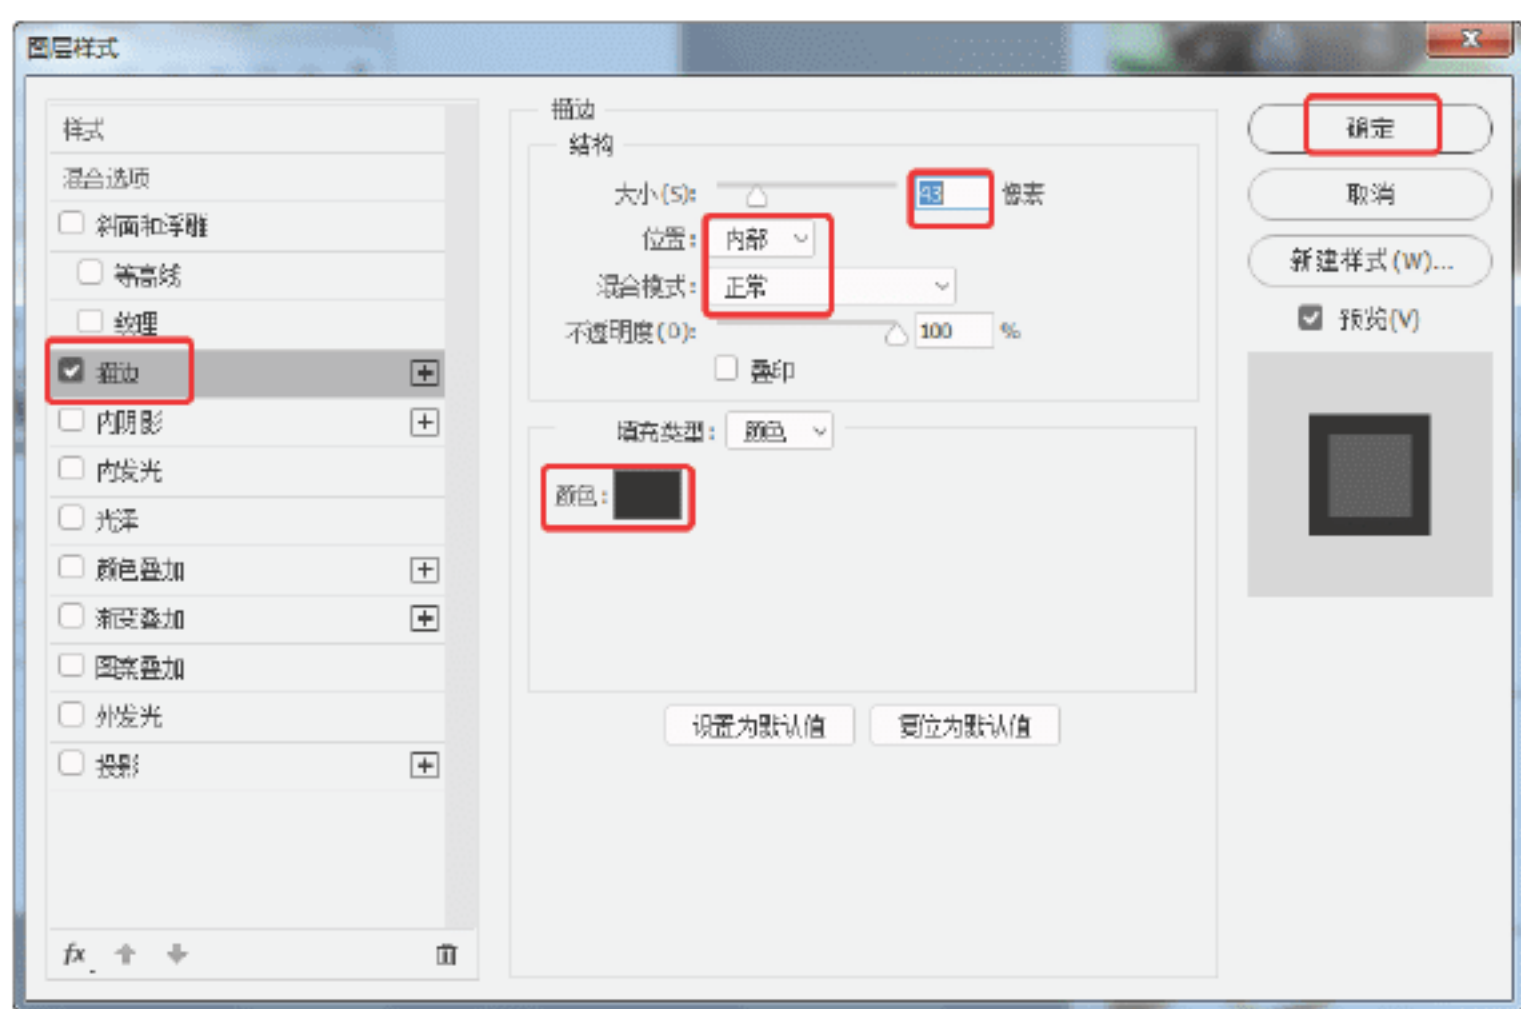 图层样式
样式
混合选项
斜面和浮雕
等高线
纹理
描边
内阴影
内发光
光泽
颜色叠加
渐变叠加
图案叠加
外发光
投影
fx
描边
结构
大小(S): 43 像素
位置: 内部
混合模式: 正常
不透明度(O): 100 %
叠印
填充类型: 颜色
颜色:
设置为默认值 复位为默认值
确定
取消
新建样式(W)...
预览(V)